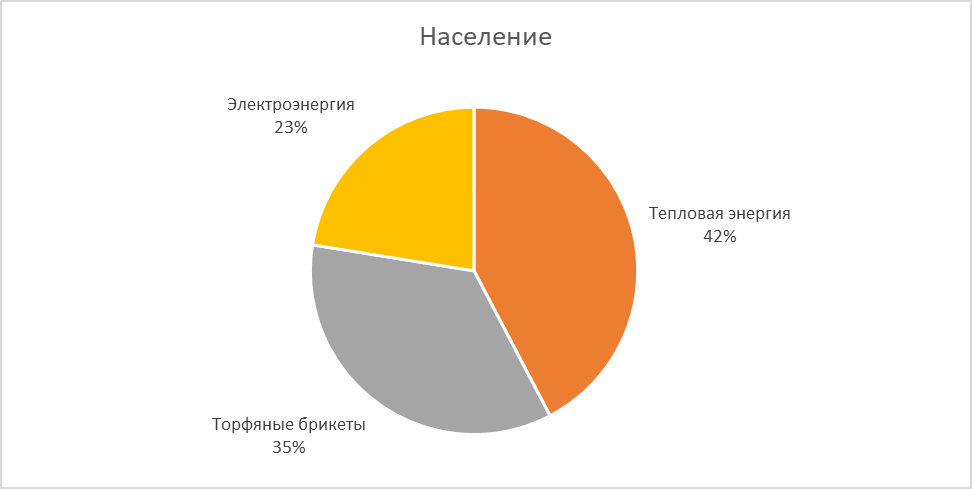 Население
Электроэнергия
23%
Тепловая энергия
42%
Торфяные брикеты
35%